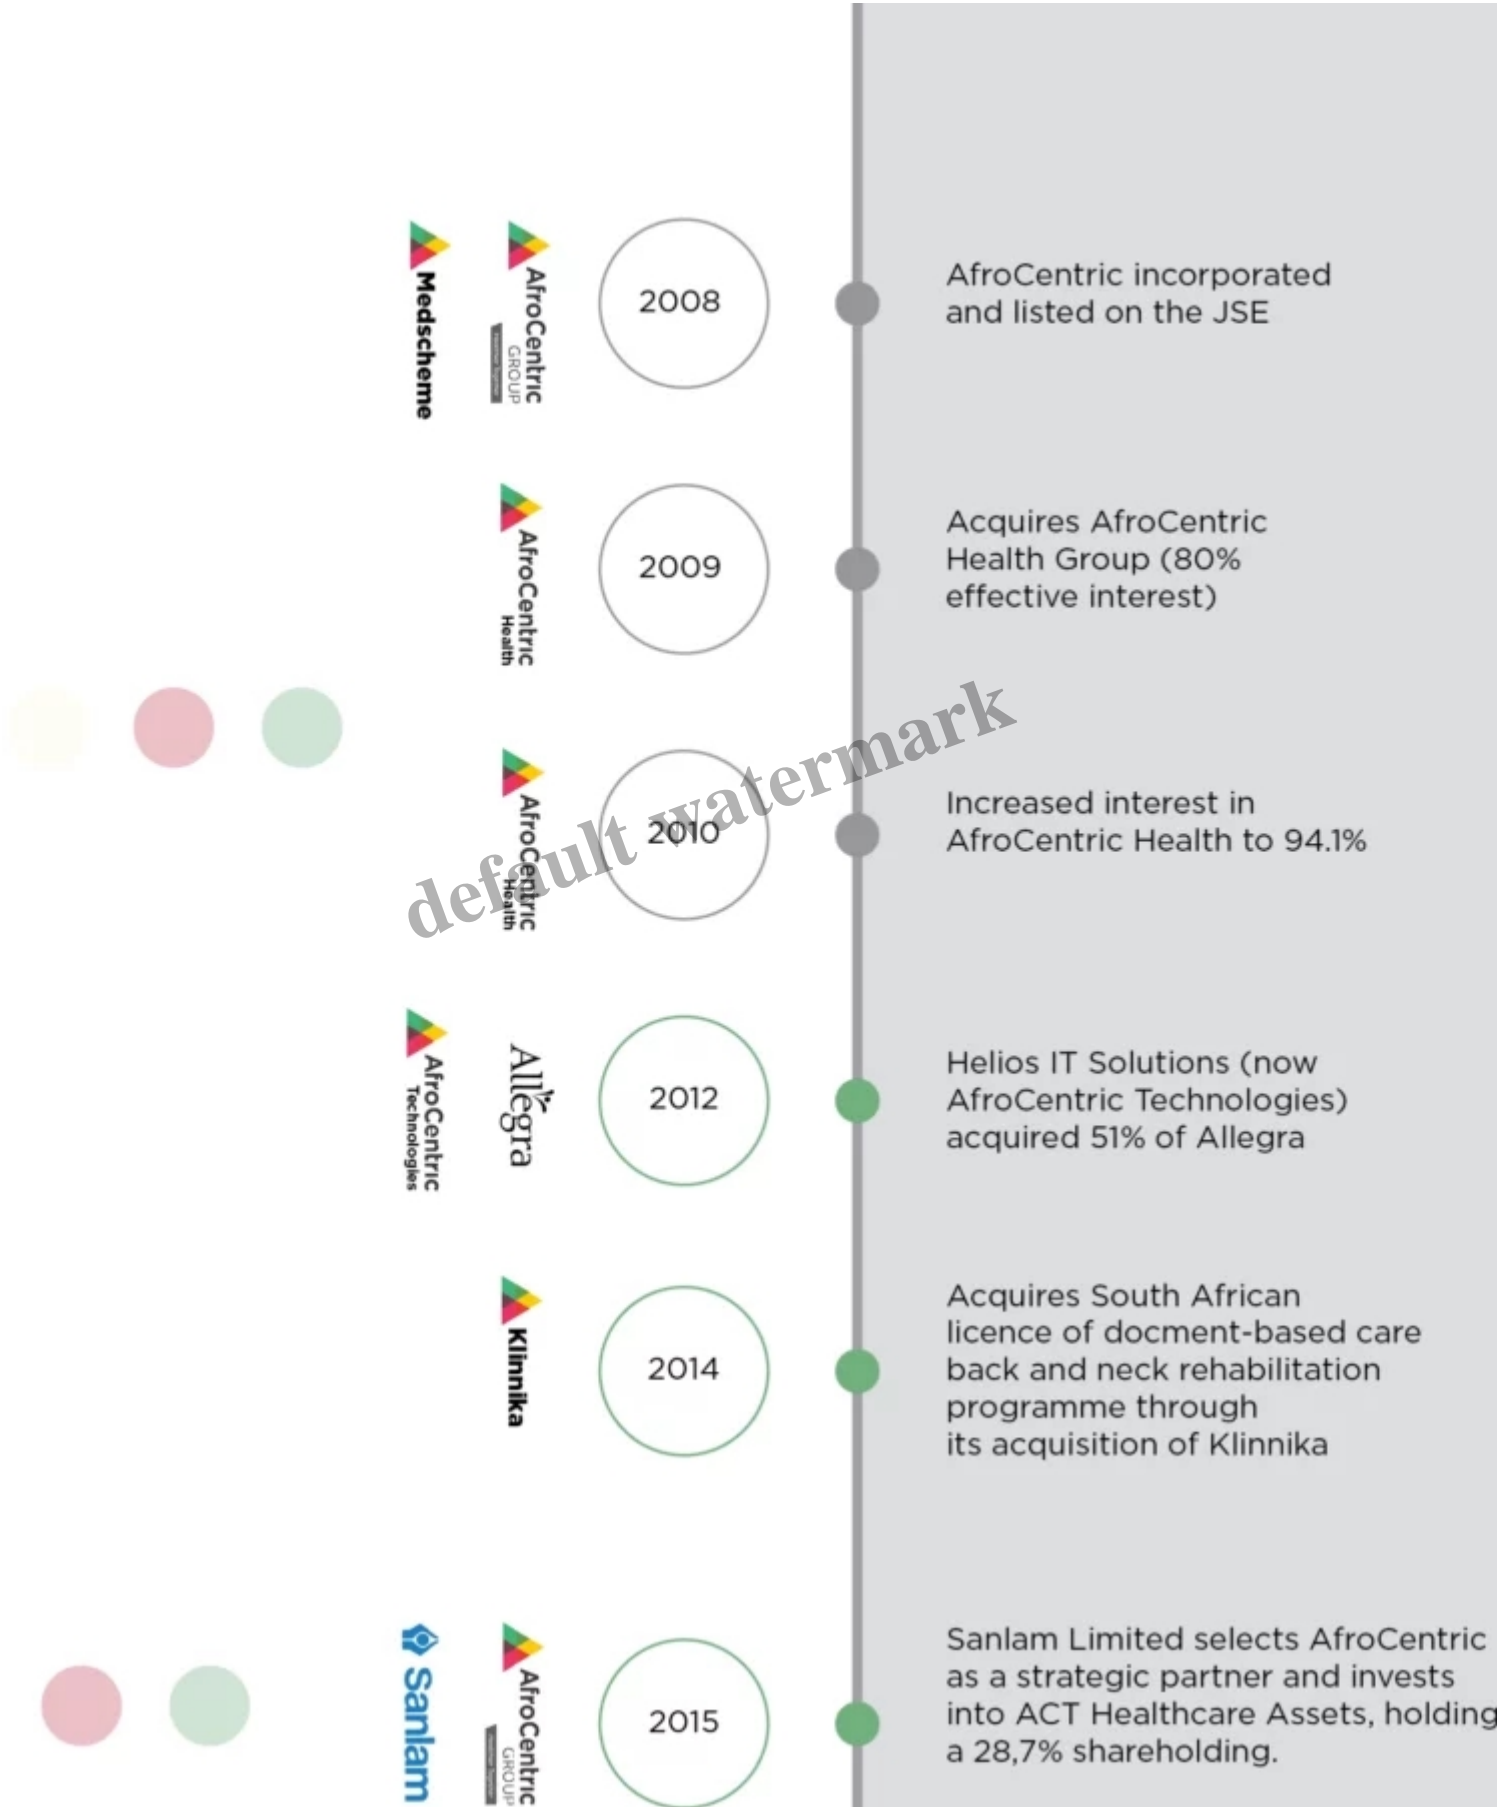 Medscheme
AfroCentric
GROUP
2008
AfroCentric incorporated
and listed on the JSE
AfroCentric
Health
2009
Acquires AfroCentric
Health Group (80%
effective interest)
default watermark
AfroCentric
Health
2010
Increased interest in
AfroCentric Health to 94.1%
AfroCentric
Technologies
Allegra
2012
Helios IT Solutions (now
AfroCentric Technologies)
acquired 51% of Allegra
Klinnika
2014
Acquires South African
licence of docment-based care
back and neck rehabilitation
programme through
its acquisition of Klinnika
Sanlam
AfroCentric
GROUP
2015
Sanlam Limited selects AfroCentric
as a strategic partner and invests
into ACT Healthcare Assets, holding
a 28,7% shareholding.